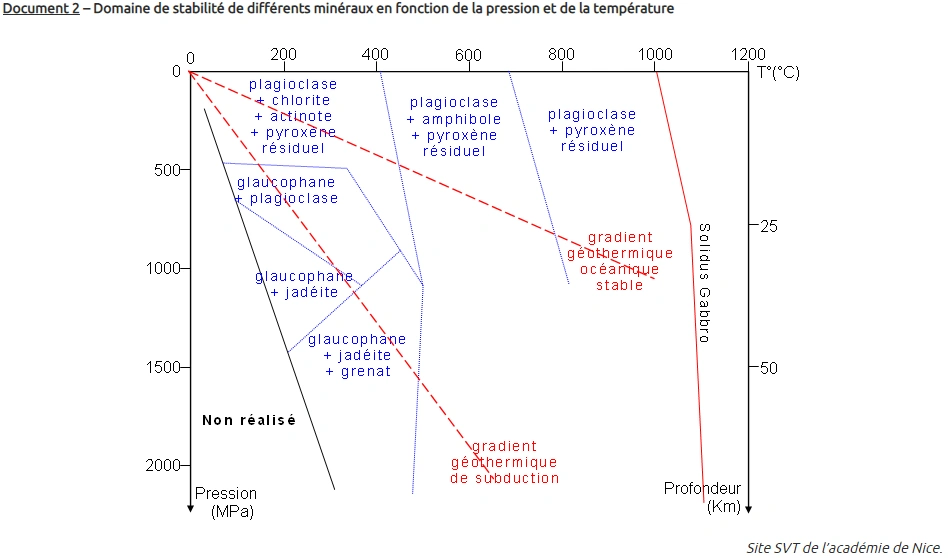 Document 2 – Domaine de stabilité de différents minéraux en fonction de la pression et de la température
0 200 400 600 800 1000 1200
T°(°C)
0
500
1000
1500
2000
Pression
(MPa)
plagioclase
+ chlorite
+ actinote
+ pyroxène
résiduel
plagioclase
+ amphibole
+ pyroxène
résiduel
plagioclase
+ pyroxène
résiduel
glaucophane
+ plagioclase
glaucophane
+ jadéite
glaucophane
+ jadéite
+ grenat
Non réalisé
gradient
géothermique
océanique
stable
gradient
géothermique
de subduction
Solidus Gabbro
25
50
Profondeur
(Km)
Site SVT de l'académie de Nice.